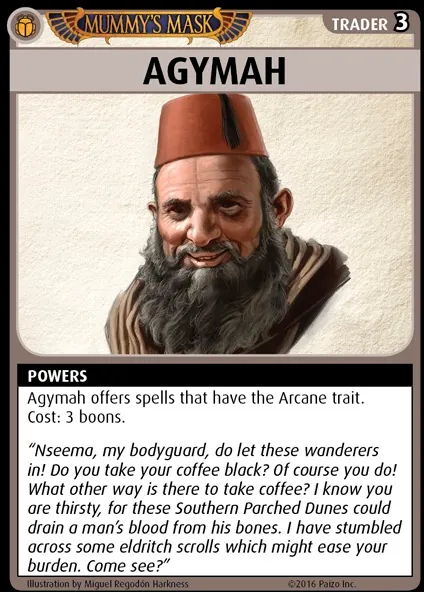 MUMMY'S MASK
TRADER 3
AGYMAH
POWERS
Agymah offers spells that have the Arcane trait.
Cost: 3 boons.
“Nseema, my bodyguard, do let these wanderers
in! Do you take your coffee black? Of course you do!
What other way is there to take coffee? I know you
are thirsty, for these Southern Parched Dunes could
drain a man’s blood from his bones. I have stumbled
across some eldritch scrolls which might ease your
burden. Come see?”
Illustration by Miguel Regodón Harkness ©2016 Paizo Inc.